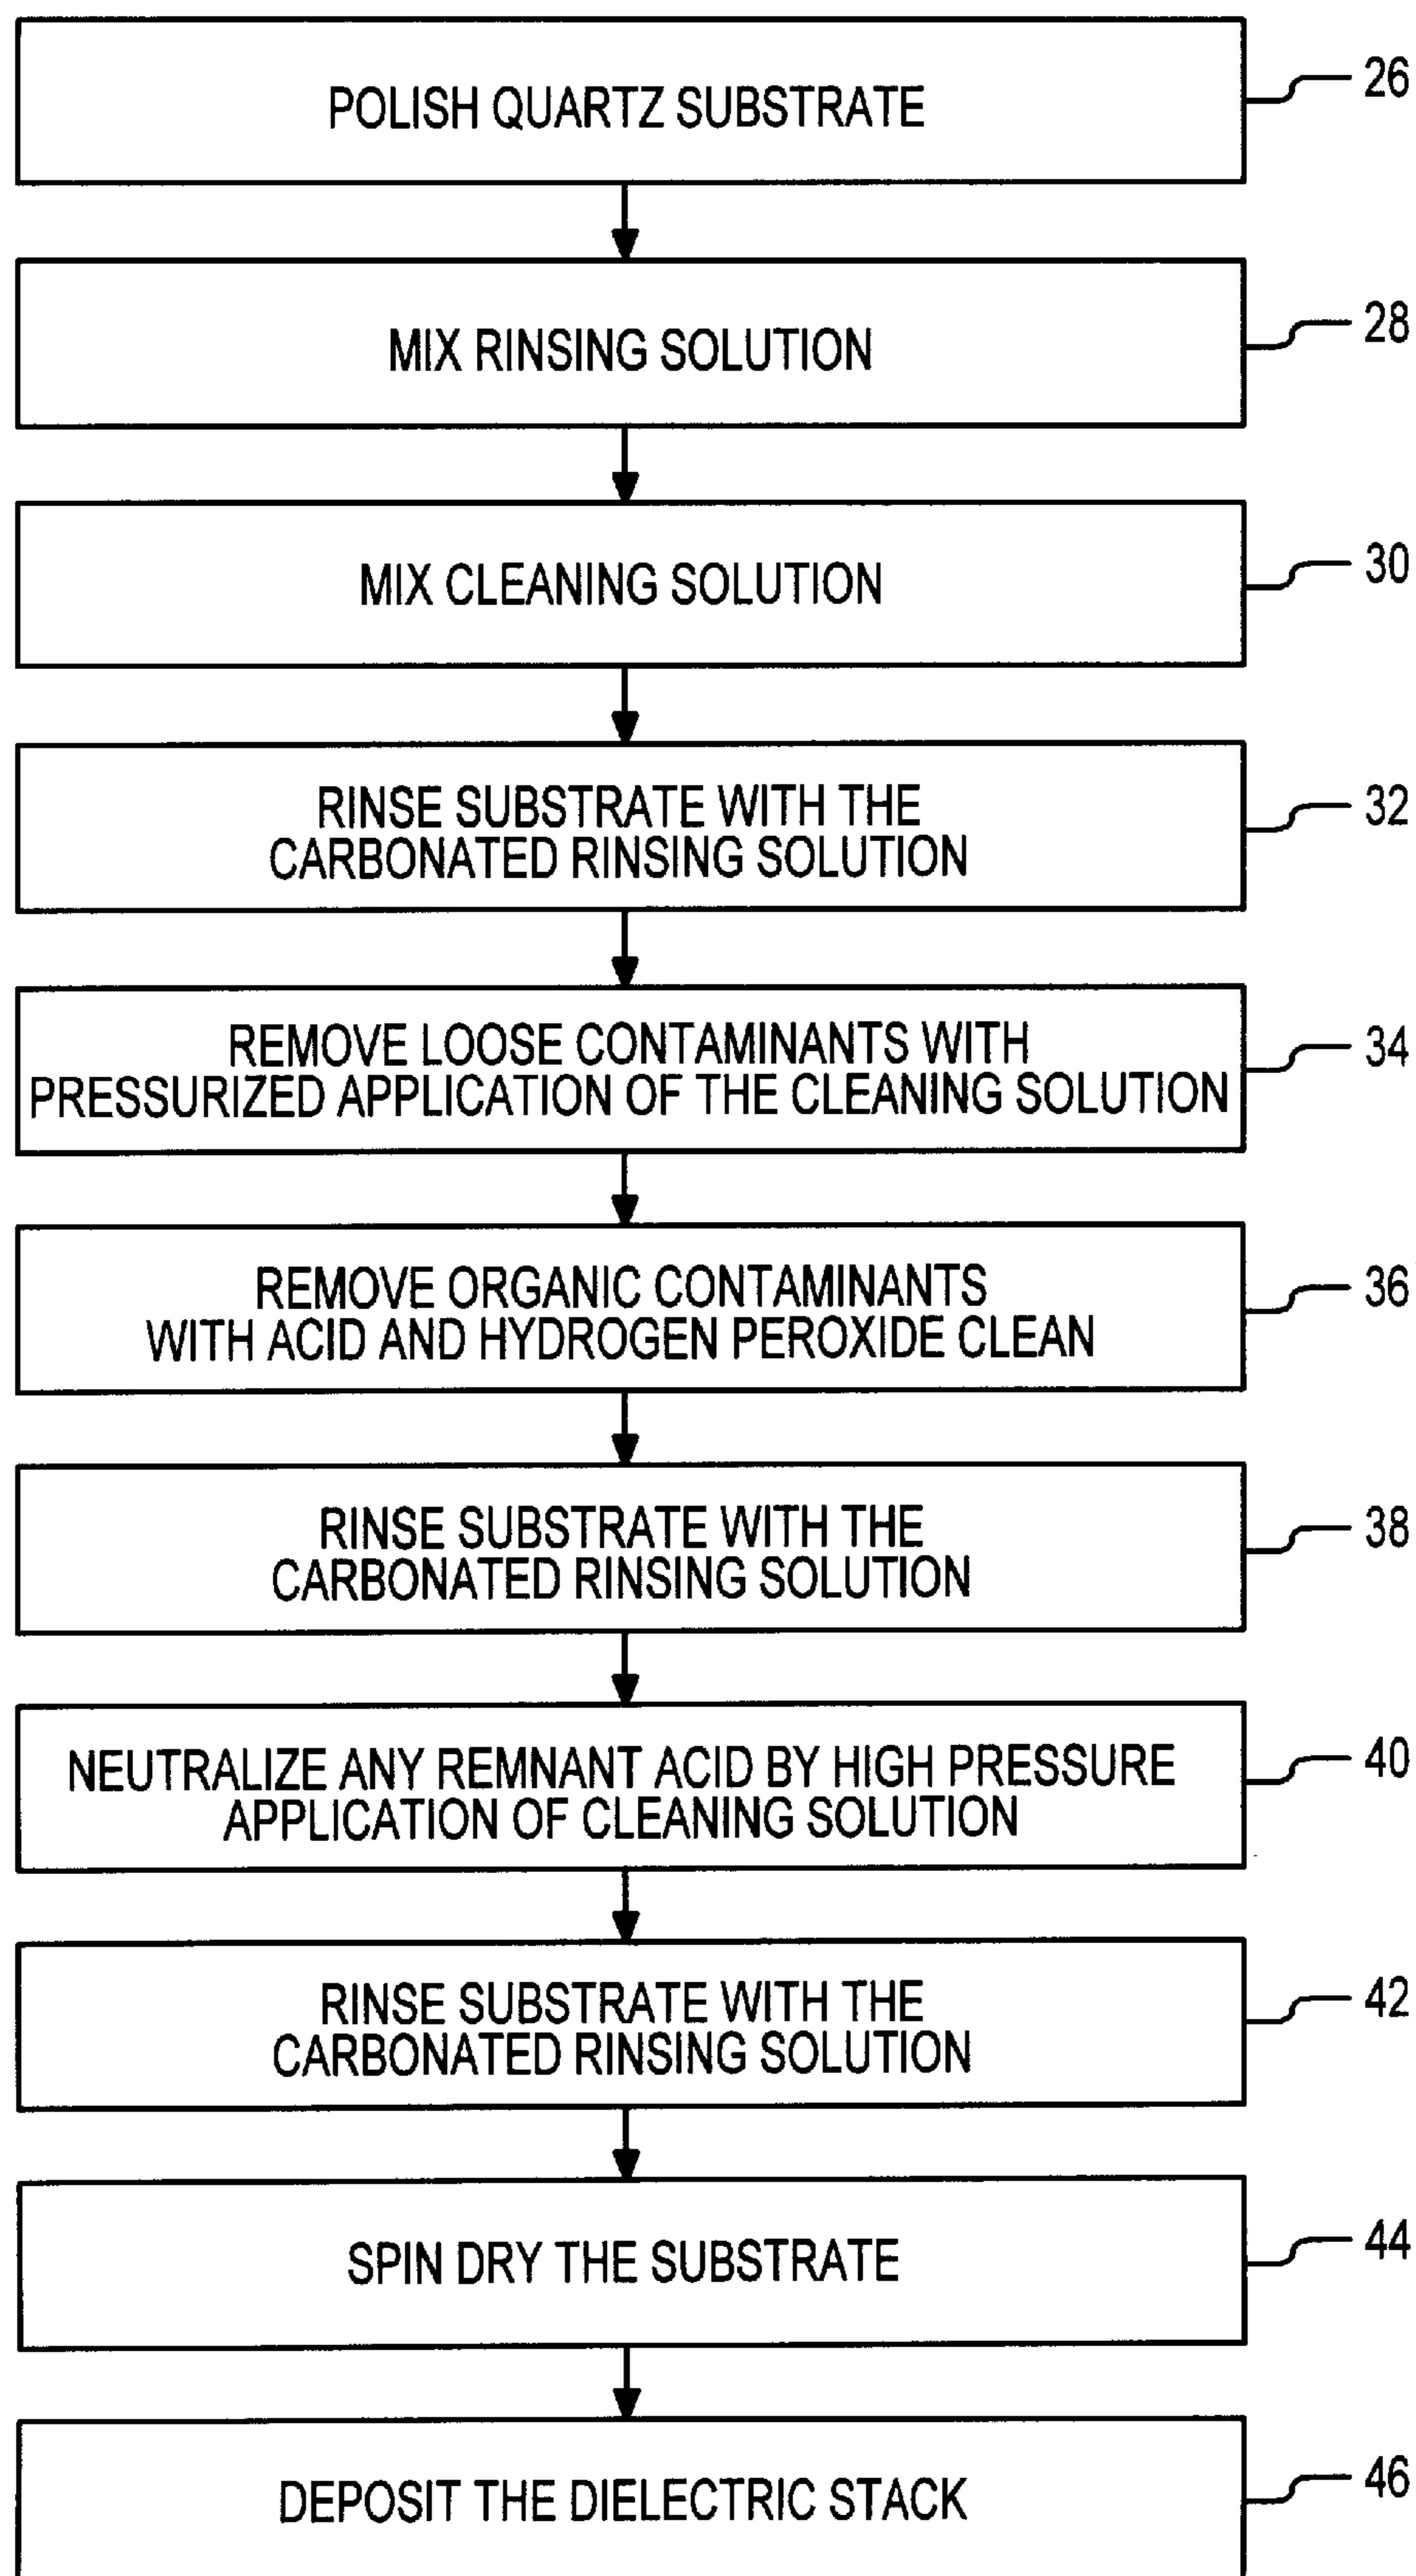 POLISH QUARTZ SUBSTRATE
26
MIX RINSING SOLUTION
28
MIX CLEANING SOLUTION
30
RINSE SUBSTRATE WITH THE
CARBONATED RINSING SOLUTION
32
REMOVE LOOSE CONTAMINANTS WITH
PRESSURIZED APPLICATION OF THE CLEANING SOLUTION
34
REMOVE ORGANIC CONTAMINANTS
WITH ACID AND HYDROGEN PEROXIDE CLEAN
36
RINSE SUBSTRATE WITH THE
CARBONATED RINSING SOLUTION
38
NEUTRALIZE ANY REMNANT ACID BY HIGH PRESSURE
APPLICATION OF CLEANING SOLUTION
40
RINSE SUBSTRATE WITH THE
CARBONATED RINSING SOLUTION
42
SPIN DRY THE SUBSTRATE
44
DEPOSIT THE DIELECTRIC STACK
46